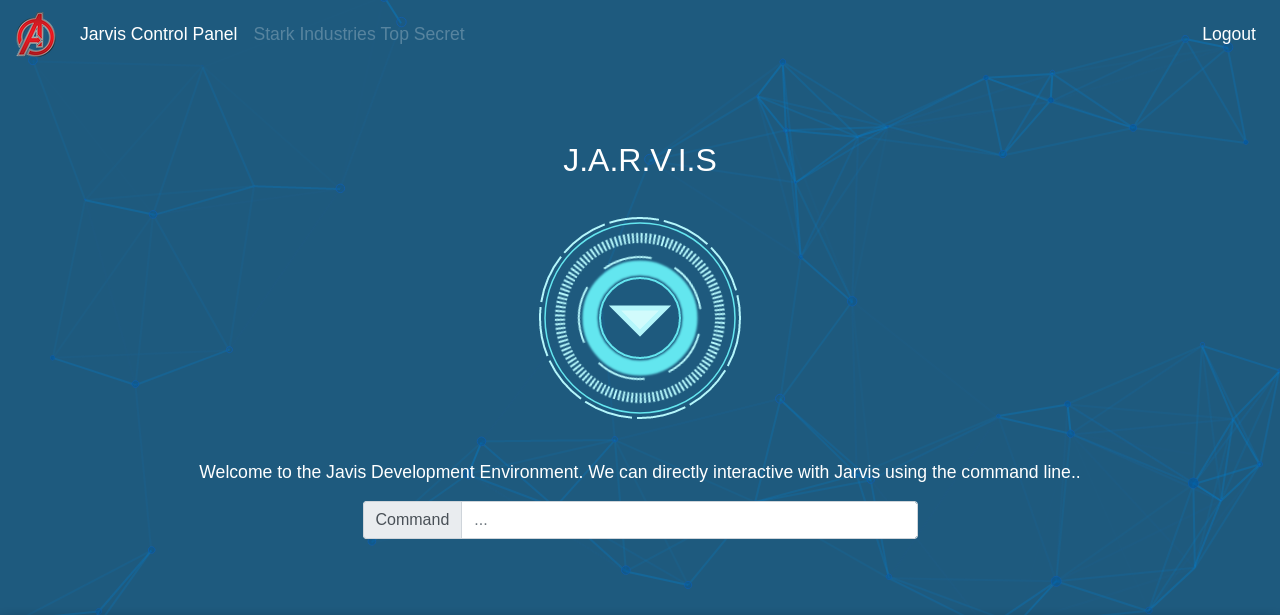 Jarvis Control Panel Stark Industries Top Secret Logout
J.A.R.V.I.S
Welcome to the Javis Development Environment. We can directly interactive with Jarvis using the command line..
Command ...